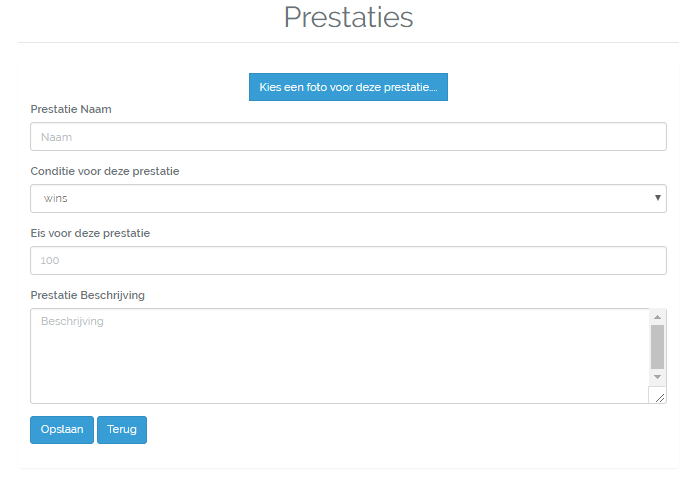 Prestaties
Kies een foto voor deze prestatie....
Prestatie Naam
Naam
Conditie voor deze prestatie
wins
Eis voor deze prestatie
100
Prestatie Beschrijving
Beschrijving
Opslaan Terug